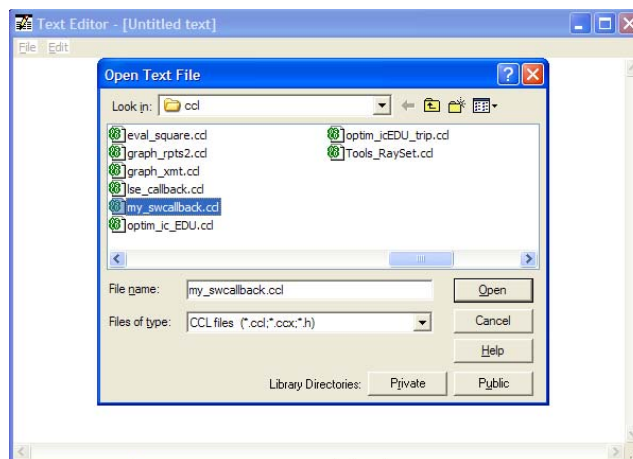 Text Editor - [Untitled text]
File Edit
Open Text File
Look in: ccl
eval_square.ccl
graph_rpts2.ccl
graph_xmt.ccl
lse_callback.ccl
my_swcallback.ccl
optim_ic_EDU.ccl
optim_icEDU_trip.ccl
Tools_RaySet.ccl
File name: my_swcallback.ccl Open
Files of type: CCL files (*.ccl;*.ccx;*.h) Cancel
Help
Library Directories: Private Public